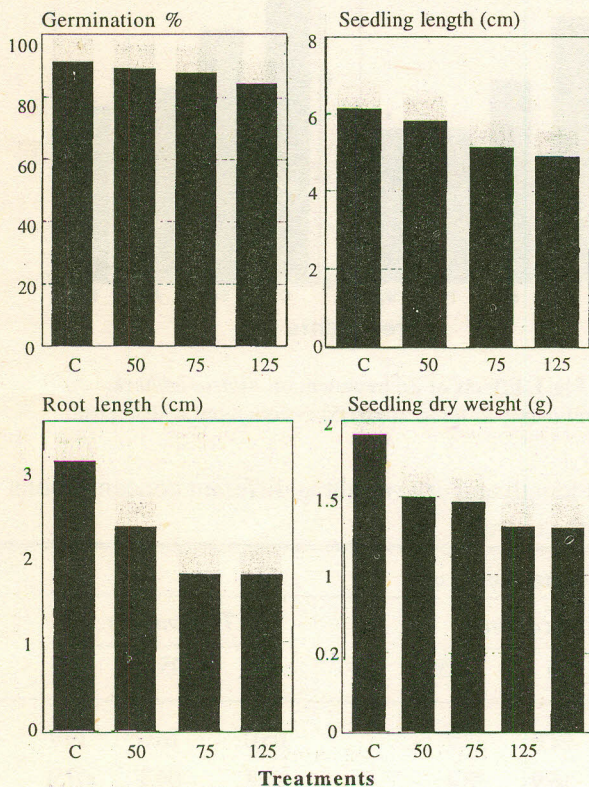 Germination %
100
80
60
40
20
0
C 50 75 125
Seedling length (cm)
8
6
4
2
0
C 50 75 125
Root length (cm)
3
2
1
0
C 50 75 125
Seedling dry weight (g)
2
1.5
1
0.2
0
C 50 75 125
Treatments